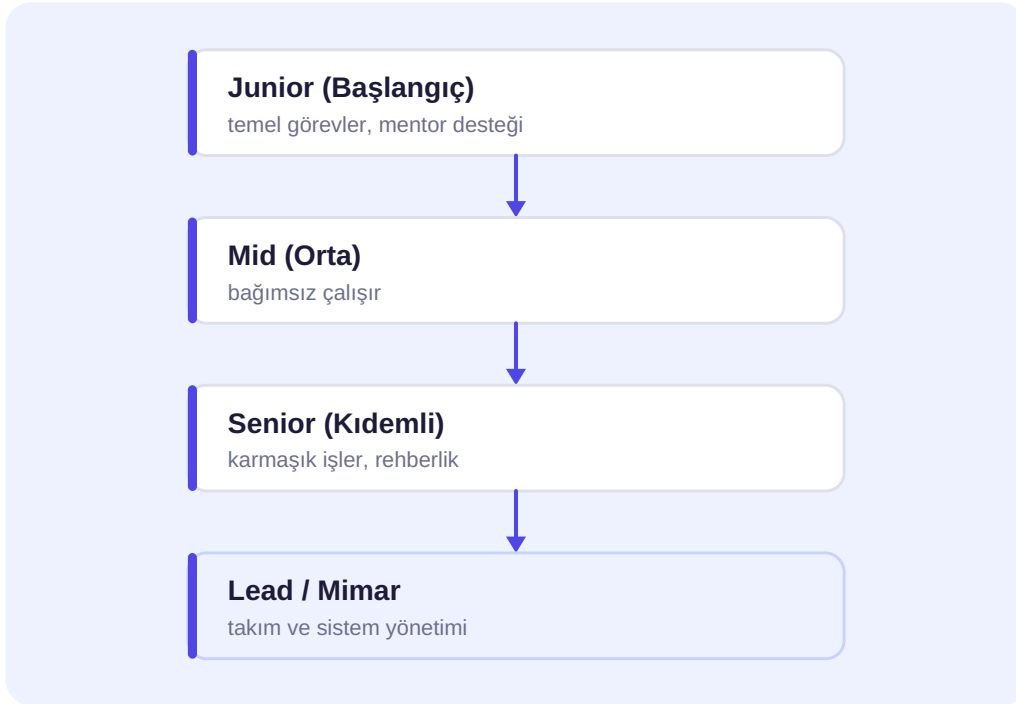 Junior (Başlangıç)
temel görevler, mentor desteği
Mid (Orta)
bağımsız çalışır
Senior (Kıdemli)
karmaşık işler, rehberlik
Lead / Mimar
takım ve sistem yönetimi